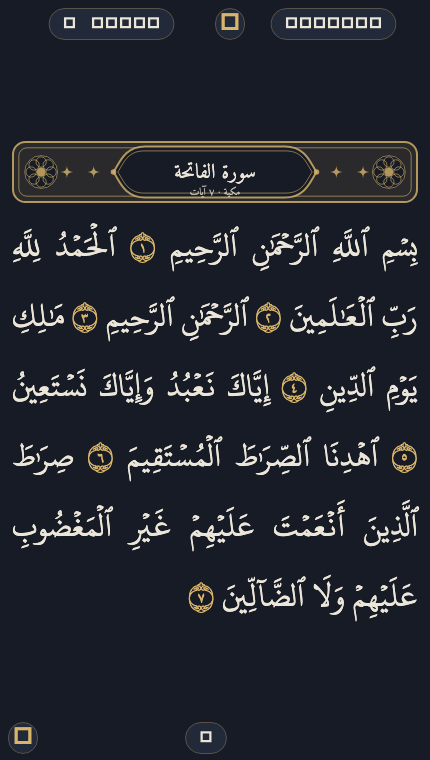 سورة الفاتحة
مكية · ٧ آيات
بِسْمِ ٱللَّهِ ٱلرَّحْمَٰنِ ٱلرَّحِيمِ ١ ٱلْحَمْدُ لِلَّهِ
رَبِّ ٱلْعَٰلَمِينَ ٢ ٱلرَّحْمَٰنِ ٱلرَّحِيمِ ٣ مَٰلِكِ
يَوْمِ ٱلدِّينِ ٤ إِيَّاكَ نَعْبُدُ وَإِيَّاكَ نَسْتَعِينُ
٥ ٱهْدِنَا ٱلصِّرَٰطَ ٱلْمُسْتَقِيمَ ٦ صِرَٰطَ
ٱلَّذِينَ أَنْعَمْتَ عَلَيْهِمْ غَيْرِ ٱلْمَغْضُوبِ
عَلَيْهِمْ وَلَا ٱلضَّآلِّينَ ٧